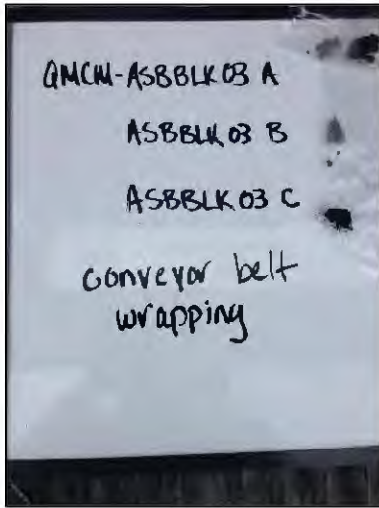 QMCM-ASBBLK03 A
ASBBLK03 B
ASBBLK03 C
conveyor belt
wrapping